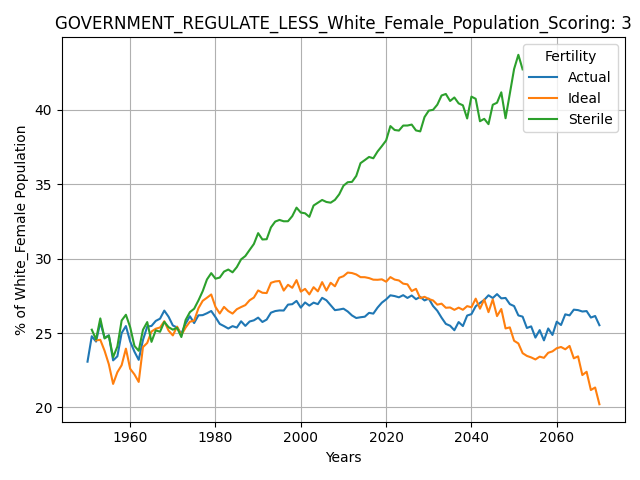 GOVERNMENT_REGULATE_LESS_White_Female_Population_Scoring: 3
Fertility
Actual
Ideal
Sterile
% of White_Female Population
40
35
30
25
20
1960
1980
2000
2020
2040
2060
Years